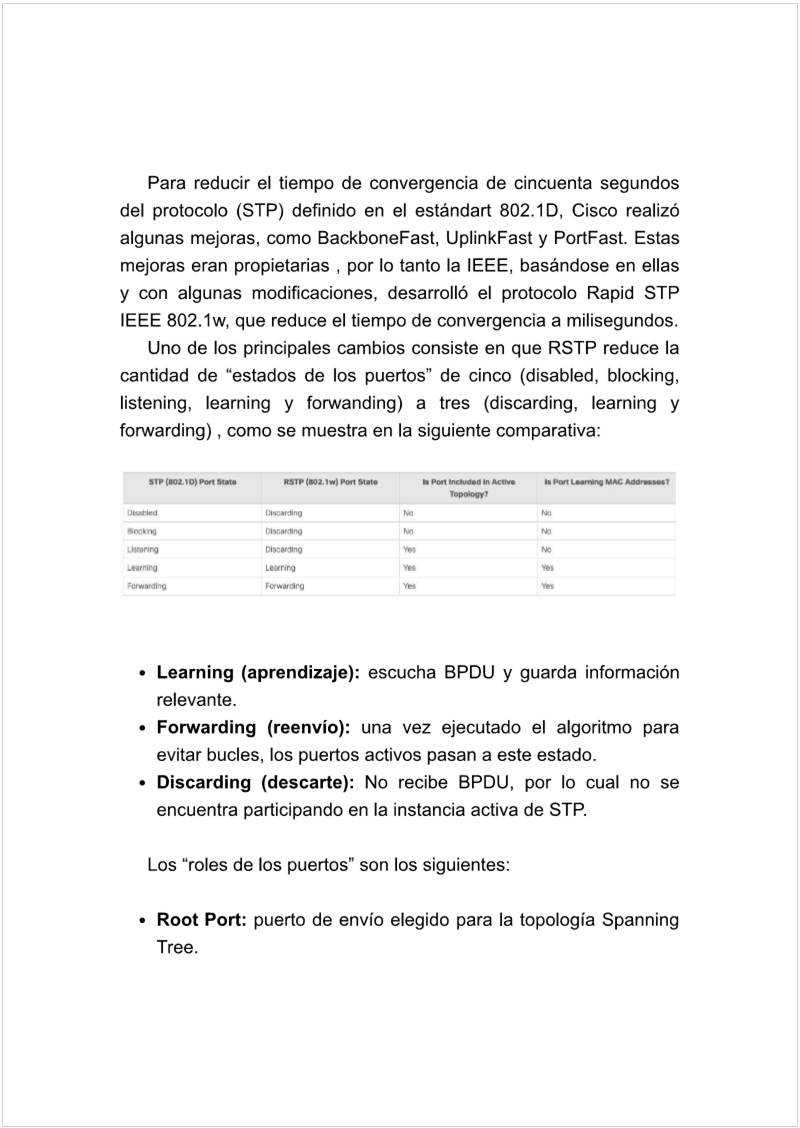 Para reducir el tiempo de convergencia de cincuenta segundos
del protocolo (STP) definido en el estándart 802.1D, Cisco realizó
algunas mejoras, como BackboneFast, UplinkFast y PortFast. Estas
mejoras eran propietarias , por lo tanto la IEEE, basándose en ellas
y con algunas modificaciones, desarrolló el protocolo Rapid STP
IEEE 802.1w, que reduce el tiempo de convergencia a milisegundos.
Uno de los principales cambios consiste en que RSTP reduce la
cantidad de “estados de los puertos” de cinco (disabled, blocking,
listening, learning y forwanding) a tres (discarding, learning y
forwarding) , como se muestra en la siguiente comparativa:
STP (802.1D) Port State RSTP (802.1w) Port State Is Port Included in Active Topology? Is Port Learning MAC Addresses?
Disabled Discarding No No
Blocking Discarding No No
Listening Discarding Yes No
Learning Learning Yes Yes
Forwarding Forwarding Yes Yes
• Learning (aprendizaje): escucha BPDU y guarda información
relevante.
• Forwarding (reenvío): una vez ejecutado el algoritmo para
evitar bucles, los puertos activos pasan a este estado.
• Discarding (descarte): No recibe BPDU, por lo cual no se
encuentra participando en la instancia activa de STP.
Los “roles de los puertos” son los siguientes:
• Root Port: puerto de envío elegido para la topología Spanning
Tree.